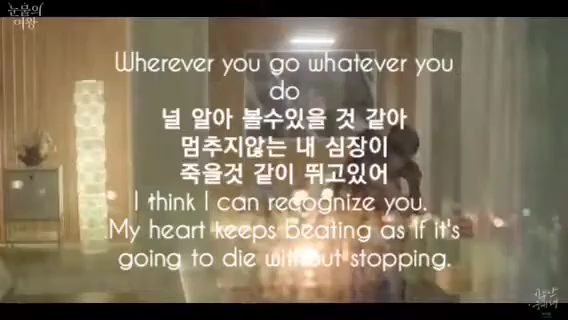 눈물의
여왕
Wherever you go whatever you
do
널 알아 볼수있을 것 같아
멈추지않는 내 심장이
죽을것 같이 뛰고있어
I think I can recognize you.
My heart keeps beating as if it's
going to die without stopping.